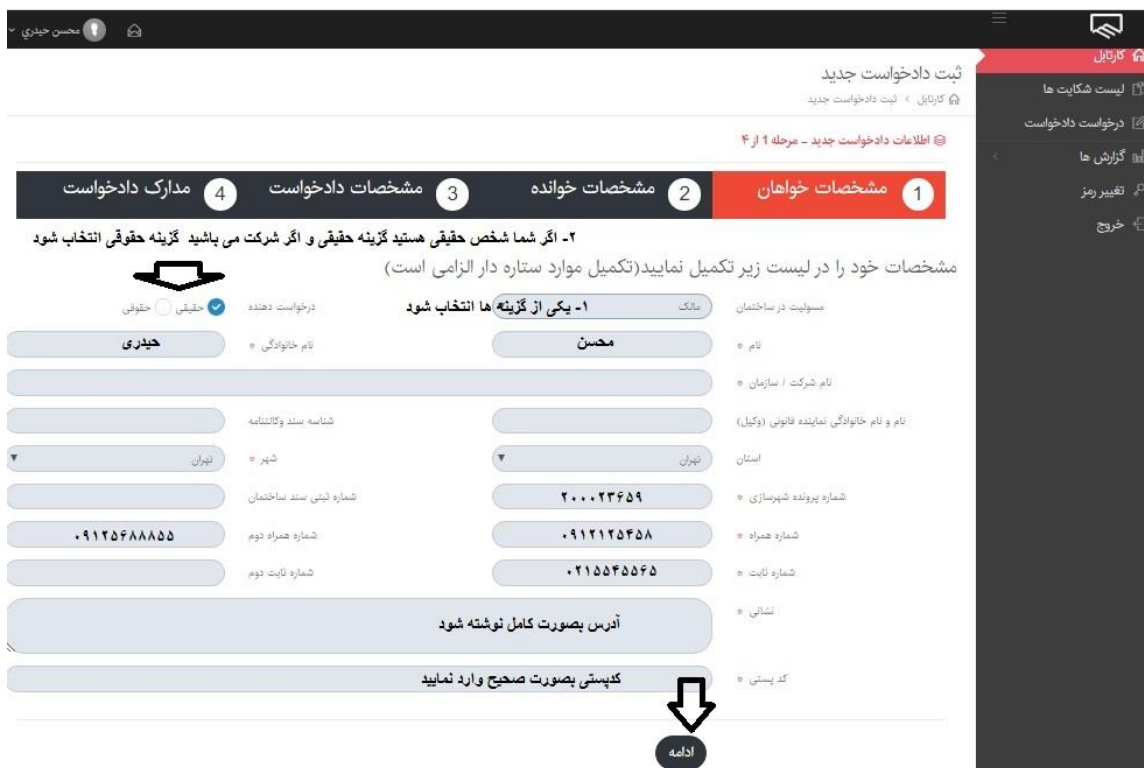 محسن حيدري
کارتابل
لیست شکایت ها
درخواست دادخواست
گزارش ها
تغییر رمز
خروج
ثبت دادخواست جدید
کارتابل > ثبت دادخواست جدید
اطلاعات دادخواست جدید - مرحله 1 از ۴
1 مشخصات خواهان 2 مشخصات خوانده 3 مشخصات دادخواست 4 مدارک دادخواست
۲- اگر شما شخص حقیقی هستید گزینه حقیقی و اگر شرکت می باشید گزینه حقوقی انتخاب شود
مشخصات خود را در لیست زیر تکمیل نمایید(تکمیل موارد ستاره دار الزامی است)
مسولیت در ساختمان مالک ۱- یکی از گزینه ها انتخاب شود درخواست دهنده حقیقی حقوقی
نام * محسن نام خانوادگی * حیدری
نام شرکت / سازمان *
نام و نام خانوادگی نماینده قانونی (وکیل) شناسه سند وکالتنامه
استان تهران شهر * تهران
شماره پرونده شهرسازی * ۲۰۰۰۲۳۶۵۹ شماره ثبتی سند ساختمان
شماره همراه * ۰۹۱۲۱۲۵۴۵۸ شماره همراه دوم ۰۹۱۲۵۶۸۸۸۵۵
شماره ثابت * ۰۲۱۵۵۴۵۵۶۵ شماره ثابت دوم
نشانی * آدرس بصورت کامل نوشته شود
کد پستی * کدپستی بصورت صحیح وارد نمایید
ادامه